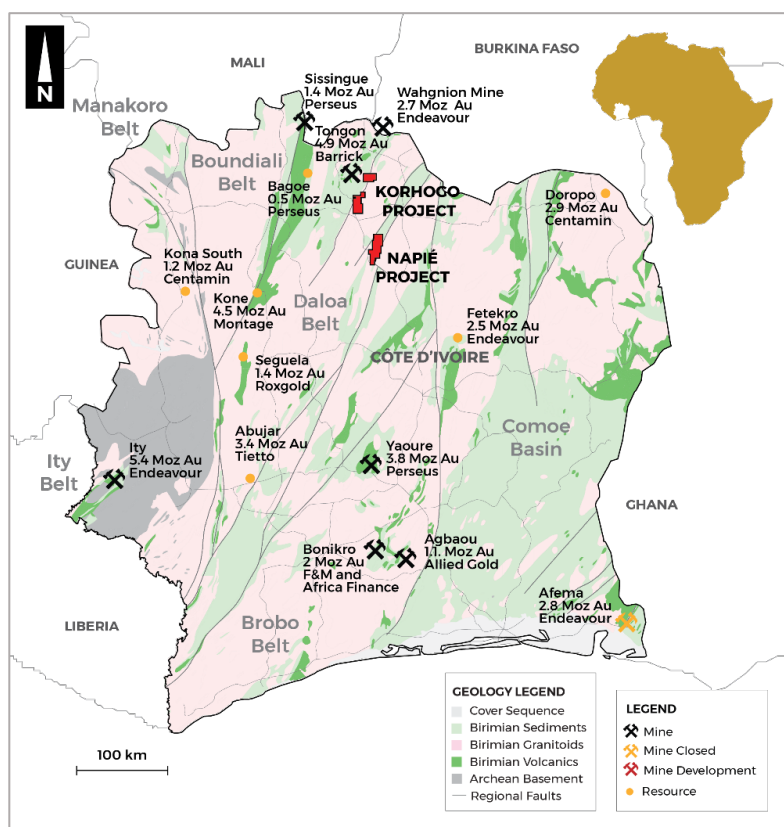 N
MALI
BURKINA FASO
Manakoro
Belt
Sissingue
1.4 Moz Au
Perseus
Wahgnion Mine
2.7 Moz Au
Endeavour
Tongon
4.9 Moz Au
Barrick
Boundiali
Belt
Bagoe
0.5 Moz Au
Perseus
KORHOGO
PROJECT
Doropo
2.9 Moz Au
Centamin
NAPIÉ
PROJECT
GUINEA
Kona South
1.2 Moz Au
Centamin
Kone
4.5 Moz Au
Montage
Daloa
Belt
Fetekro
2.5 Moz Au
Endeavour
CÔTE D'IVOIRE
Seguela
1.4 Moz Au
Roxgold
Comoe
Basin
Abujar
3.4 Moz Au
Tietto
Ity
5.4 Moz Au
Endeavour
Ity
Belt
Yaoure
3.8 Moz Au
Perseus
GHANA
Bonikro
2 Moz Au
F&M and
Africa Finance
Agbaou
1.1. Moz Au
Allied Gold
Afema
2.8 Moz Au
Endeavour
LIBERIA
Brobo
Belt
100 km
GEOLOGY LEGEND
Cover Sequence
Birimian Sediments
Birimian Granitoids
Birimian Volcanics
Archean Basement
Regional Faults
LEGEND
Mine
Mine Closed
Mine Development
Resource